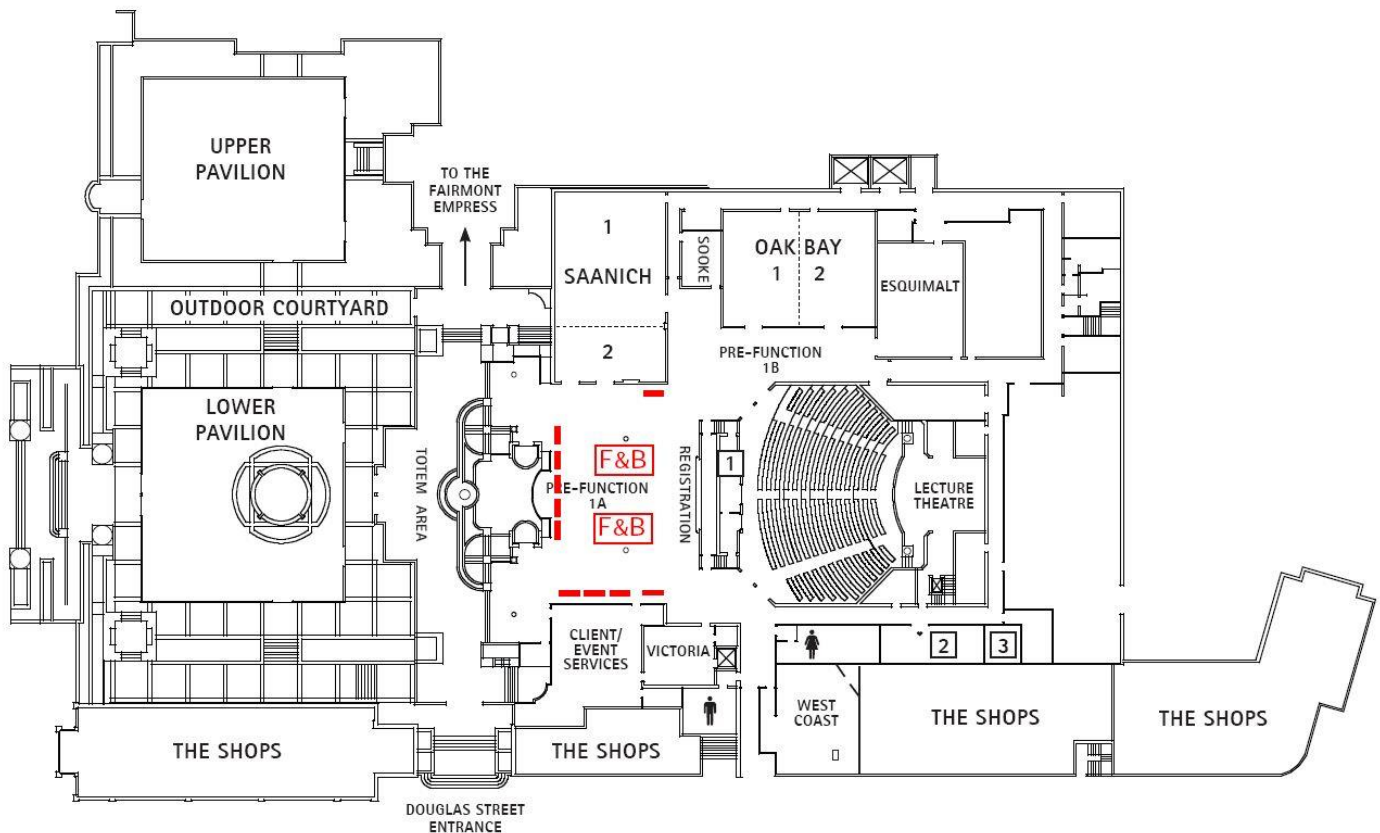 UPPER
PAVILION
TO THE
FAIRMONT
EMPRESS
OUTDOOR COURTYARD
1
SAANICH
2
SOOKE
OAK BAY
1 2
ESQUIMALT
PRE-FUNCTION
1B
LOWER
PAVILION
TOTEM AREA
F&B
PRE-FUNCTION
1A
F&B
REGISTRATION
1
LECTURE
THEATRE
CLIENT/
EVENT
SERVICES
VICTORIA
2
3
WEST
COAST
THE SHOPS
THE SHOPS
THE SHOPS
THE SHOPS
DOUGLAS STREET
ENTRANCE